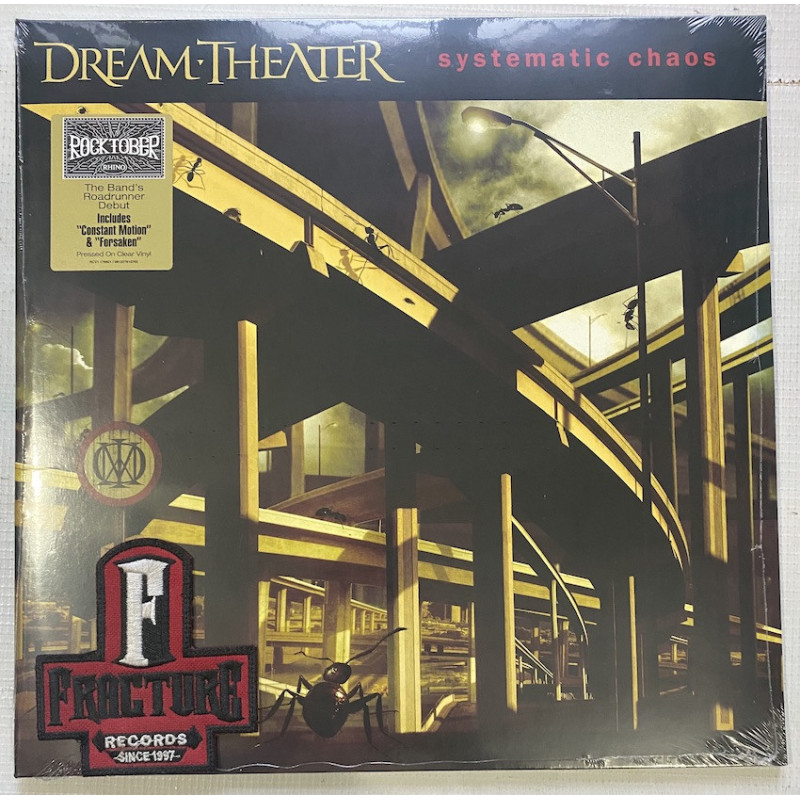 DREAM·THEATER
systematic chaos
ROCKTOBER
RHINO
The Band's
Roadrunner
Debut
Includes
"Constant Motion"
& "Forsaken"
Pressed On Clear Vinyl
F
FRACTURE
RECORDS
SINCE 1997